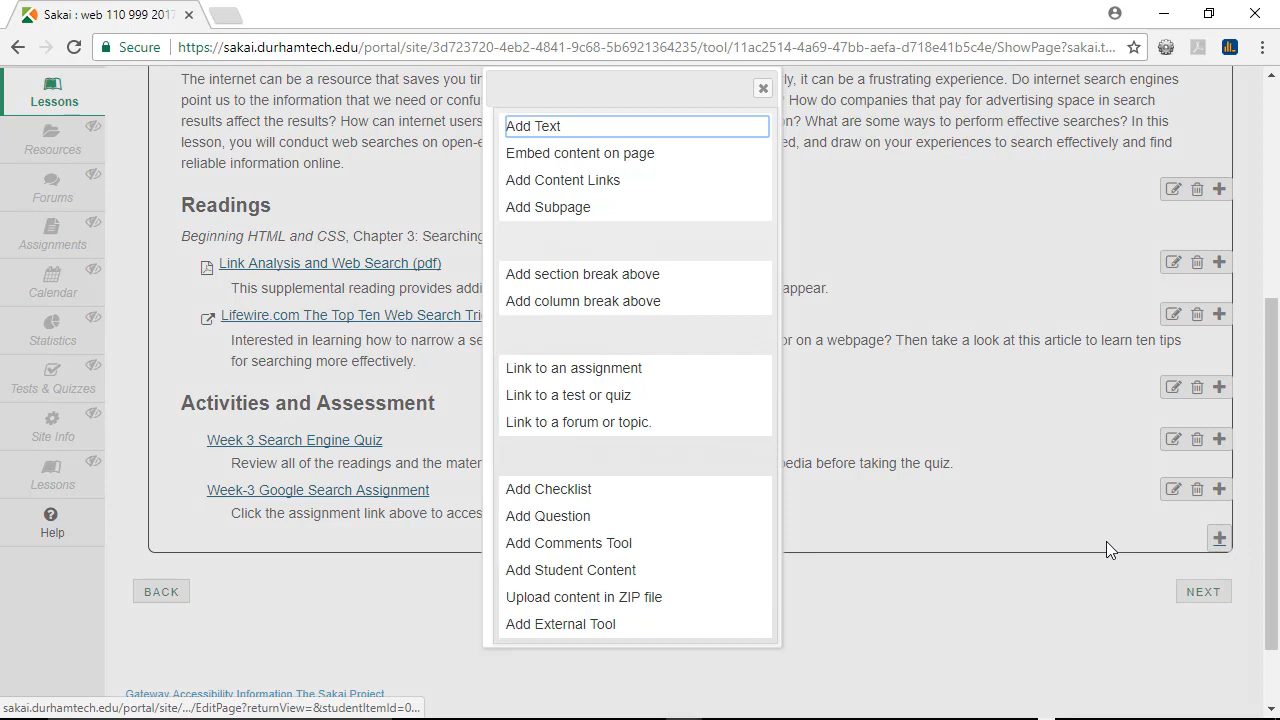 Sakai : web 110 999 2017
Secure
https://sakai.durhamtech.edu/portal/site/3d723720-4eb2-4841-9c68-5b6921364235/tool/11ac2514-4e69-47bb-aefa-d718e41b5c4e/ShowPage?sakai.t...
Lessons
Resources
Forums
Assignments
Calendar
Statistics
Tests & Quizzes
Site Info
Lessons
Help
The internet can be a resource that saves you ly, it can be a frustrating experience. Do internet search engines
point us to the information that we need or How do companies that pay for advertising space in search
results affect the results? How can internet What are some ways to perform effective searches? In this
lesson, you will conduct web searches on and draw on your experiences to search effectively and find
reliable information online.
Readings
Beginning HTML and CSS, Chapter 3: Searching
Link Analysis and Web Search (pdf)
This supplemental reading provides appear.
Lifewire.com The Top Ten Web Search
Interested in learning how to narrow a or on a webpage? Then take a look at this article to learn ten tips
for searching more effectively.
Activities and Assessment
Week 3 Search Engine Quiz
Review all of the readings and the before taking the quiz.
Week-3 Google Search Assignment
Click the assignment link above to
Add Text
Embed content on page
Add Content Links
Add Subpage
Add section break above
Add column break above
Link to an assignment
Link to a test or quiz
Link to a forum or topic.
Add Checklist
Add Question
Add Comments Tool
Add Student Content
Upload content in ZIP file
Add External Tool
BACK
NEXT
Gateway Accessibility Information The Sakai Project
sakai.durhamtech.edu/portal/site/.../EditPage?returnView=&studentItemId=0...